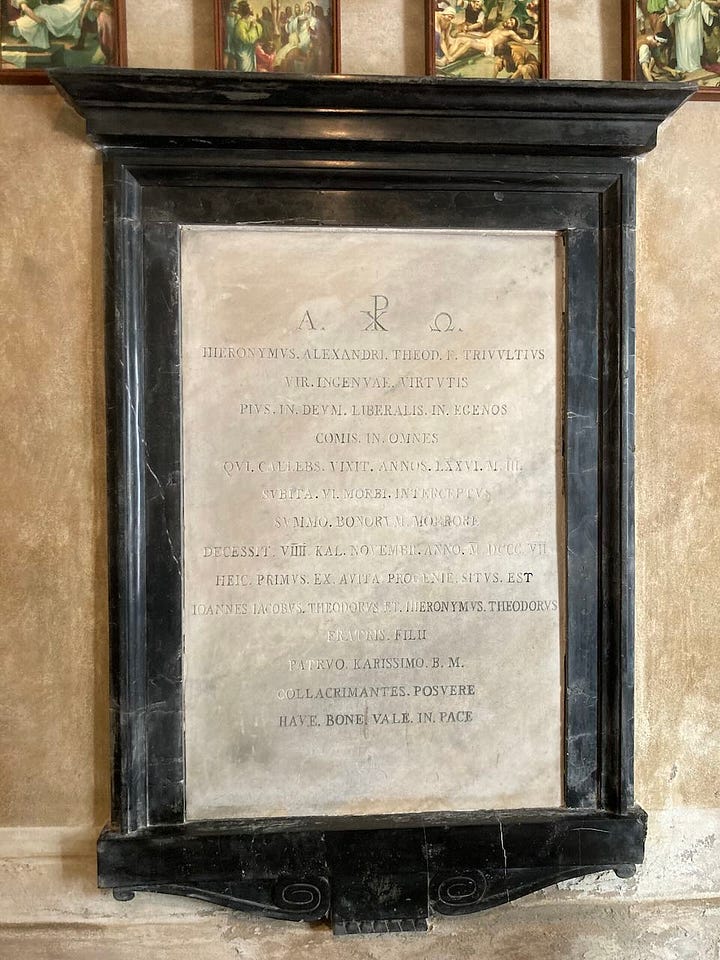 Α. ☧ Ω.
HIERONYMVS. ALEXANDRI. THEOD. F. TRIVVLTIVS
VIR. INGENVAE. VIRTVTIS
PIVS. IN. DEVM. LIBERALIS. IN. EGENOS
COMIS. IN. OMNES
QVI. CAELEBS. VIXIT. ANNOS. LXXVI. M. III.
SVBITA. VI. MORBI. INTERCEPTVS
SVMMO. BONORVM. MOERORE
DECESSIT. VIIII. KAL. NOVEMBR. ANNO. M. DCCC. VII
HEIC. PRIMVS. EX. AVITA. PROGENIE. SITVS. EST
IOANNES. IACOBVS. THEODORVS. ET. HIERONYMVS. THEODORVS
FRATRIS. FILII
PATRVO. KARISSIMO. B. M.
COLLACRIMANTES. POSVERE
HAVE. BONE. VALE. IN. PACE